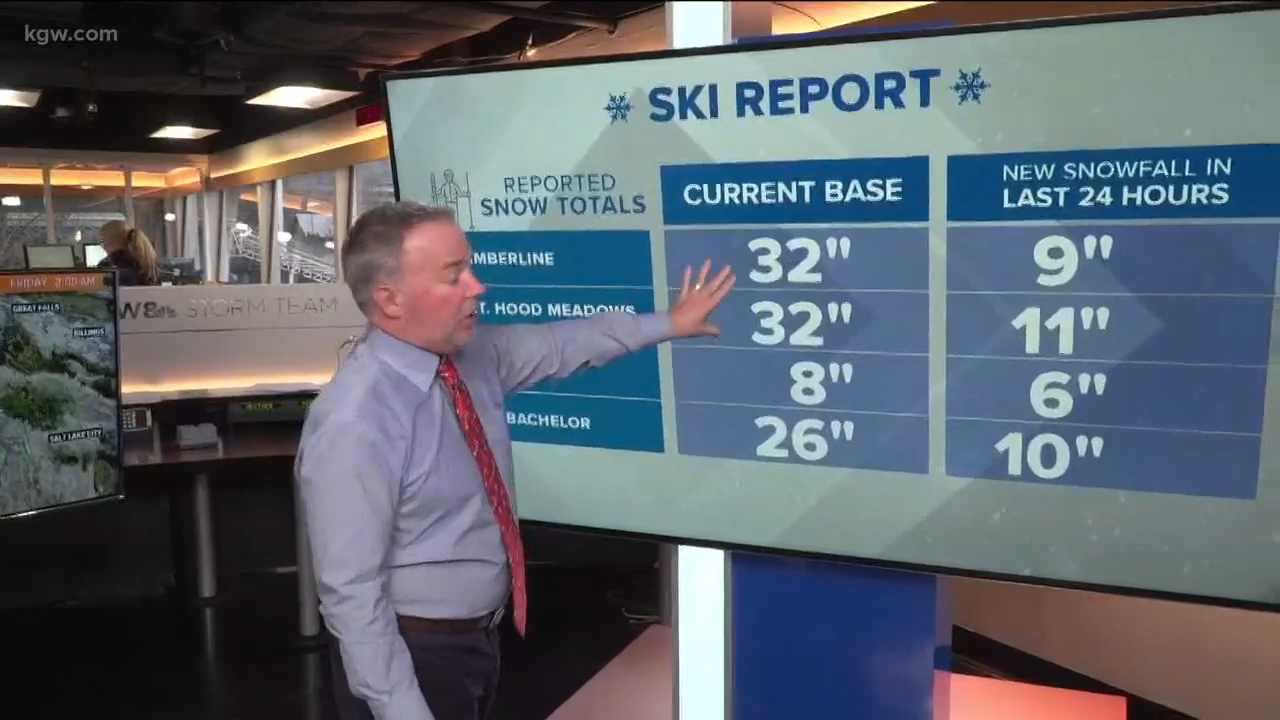 kgw.com
SKI REPORT
REPORTED
SNOW TOTALS
CURRENT BASE
NEW SNOWFALL IN
LAST 24 HOURS
MBERLINE
32"
9"
T. HOOD MEADOWS
32"
11"
8"
6"
BACHELOR
26"
10"
STORM TEAM
FRIDAY
GREAT FALLS
BILLINGS
SALT LAKE CITY